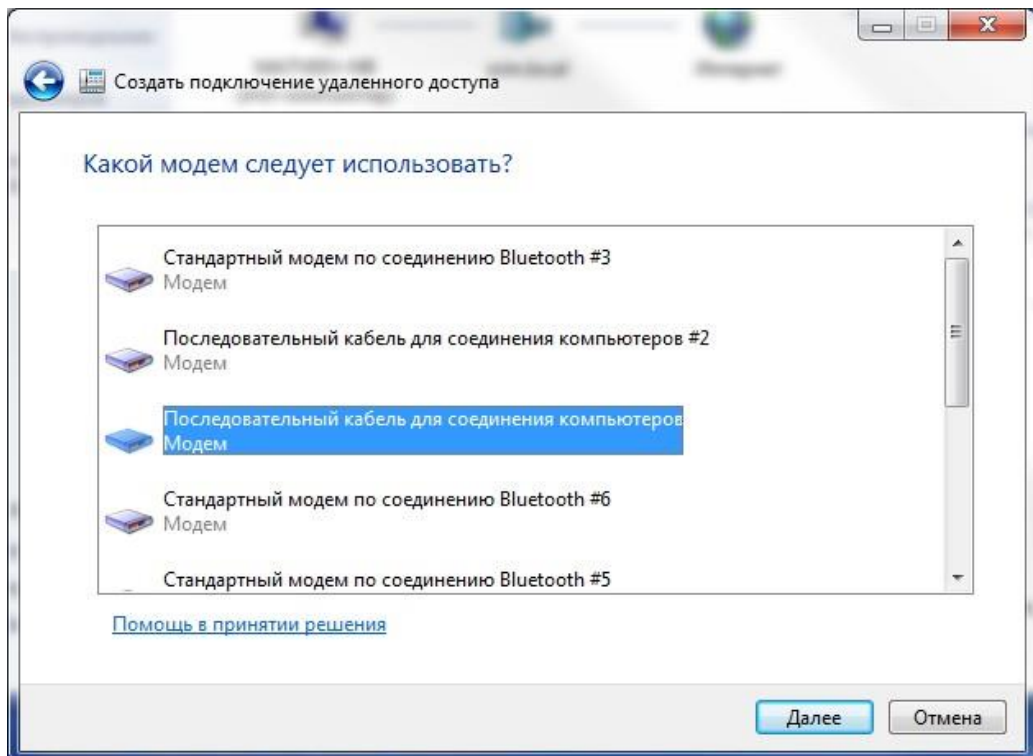 Создать подключение удаленного доступа
Какой модем следует использовать?
Стандартный модем по соединению Bluetooth #3
Модем
Последовательный кабель для соединения компьютеров #2
Модем
Последовательный кабель для соединения компьютеров
Модем
Стандартный модем по соединению Bluetooth #6
Модем
Стандартный модем по соединению Bluetooth #5
Помощь в принятии решения
Далее
Отмена